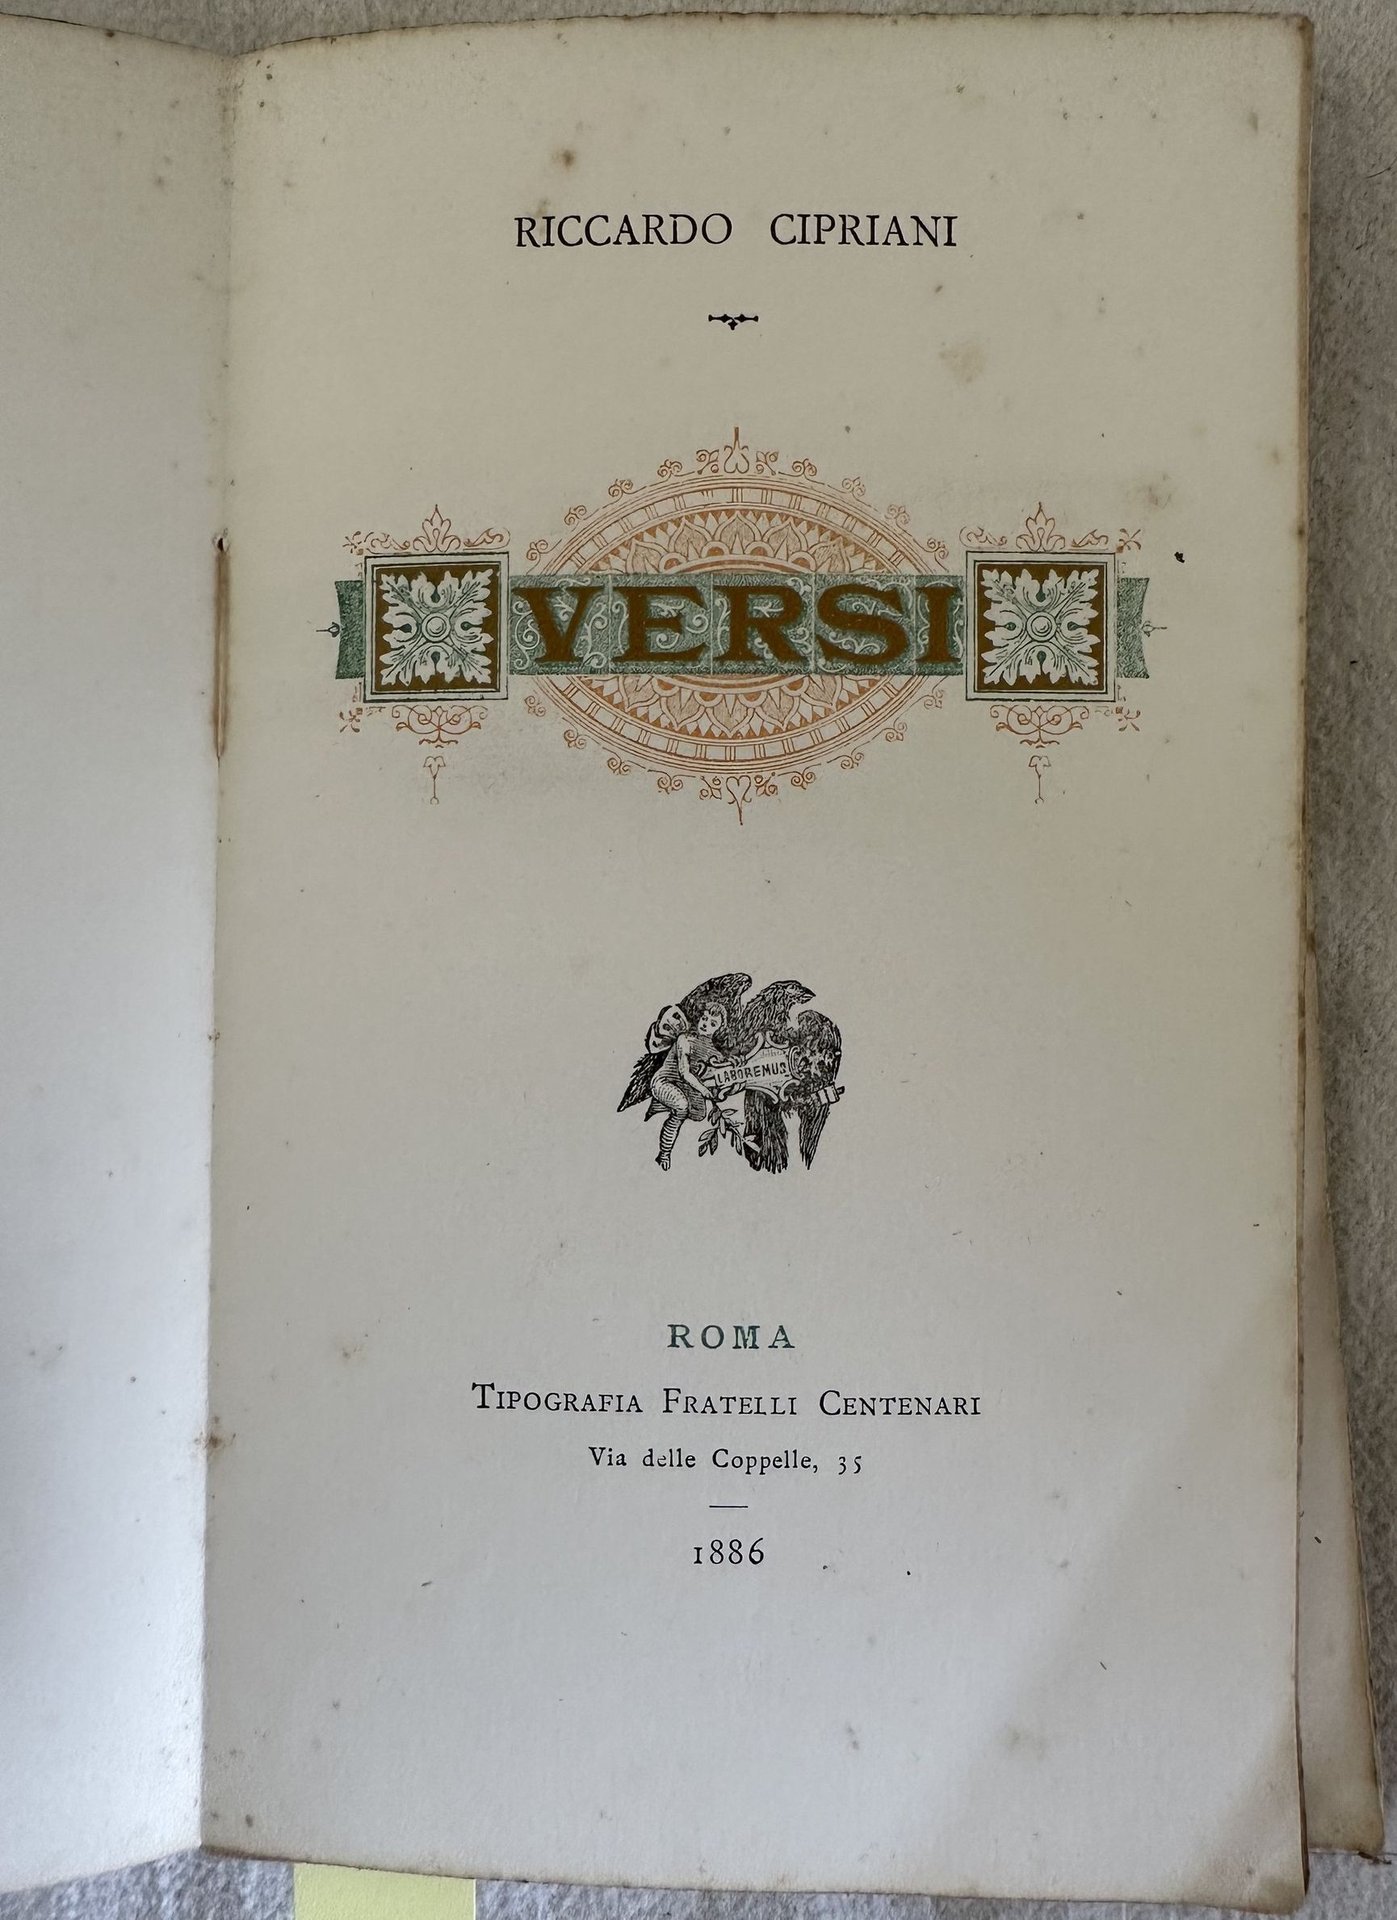 RICCARDO CIPRIANI
VERSI
LABOREMUS
ROMA
TIPOGRAFIA FRATELLI CENTENARI
Via delle Coppelle, 35
1886